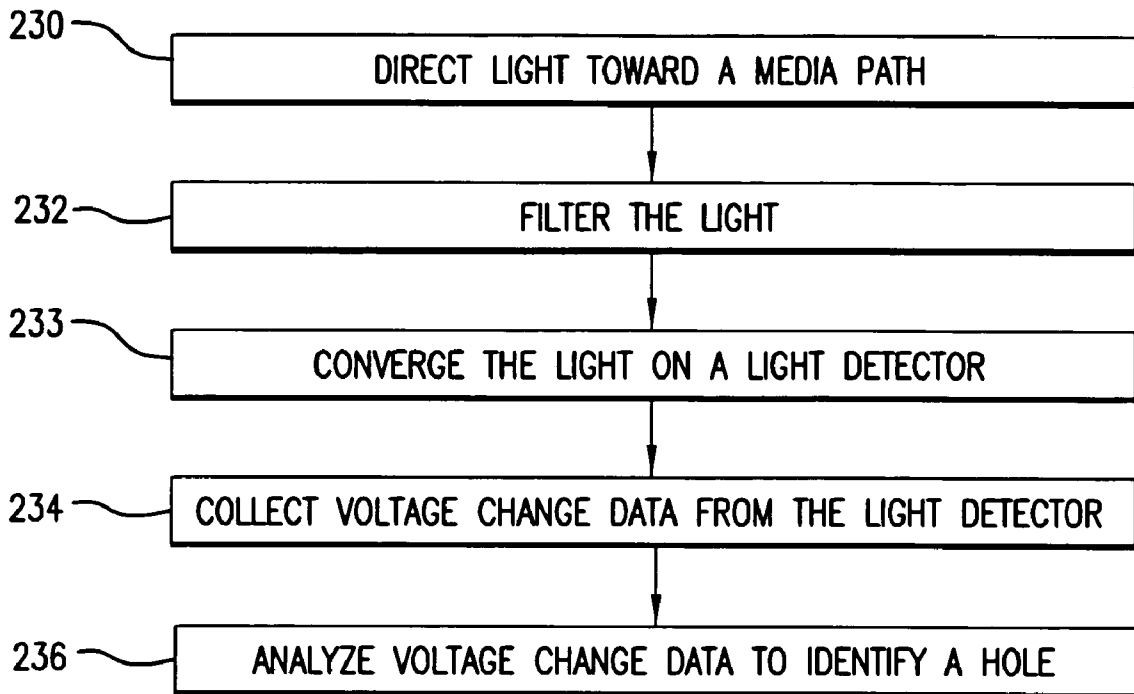 230
DIRECT LIGHT TOWARD A MEDIA PATH
232
FILTER THE LIGHT
233
CONVERGE THE LIGHT ON A LIGHT DETECTOR
234
COLLECT VOLTAGE CHANGE DATA FROM THE LIGHT DETECTOR
236
ANALYZE VOLTAGE CHANGE DATA TO IDENTIFY A HOLE